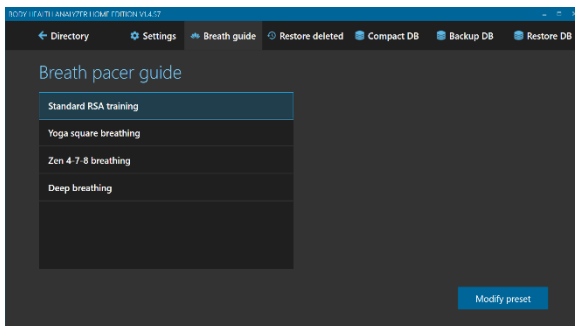 BODY HEALTH ANALYZER HOME EDITION V1.4.57
Directory Settings Breath guide Restore deleted Compact DB Backup DB Restore DB
Breath pacer guide
Standard RSA training
Yoga square breathing
Zen 4-7-8 breathing
Deep breathing
Modify preset